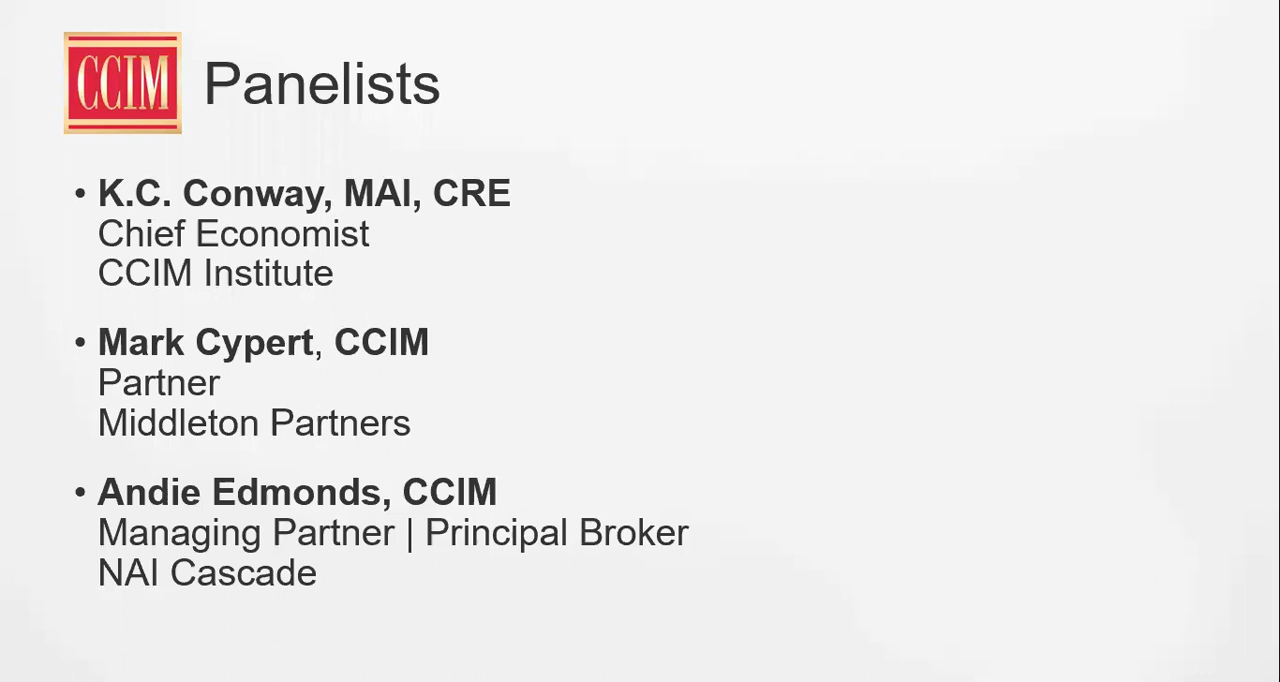 CCIM
Panelists
• K.C. Conway, MAI, CRE
Chief Economist
CCIM Institute
• Mark Cypert, CCIM
Partner
Middleton Partners
• Andie Edmonds, CCIM
Managing Partner | Principal Broker
NAI Cascade